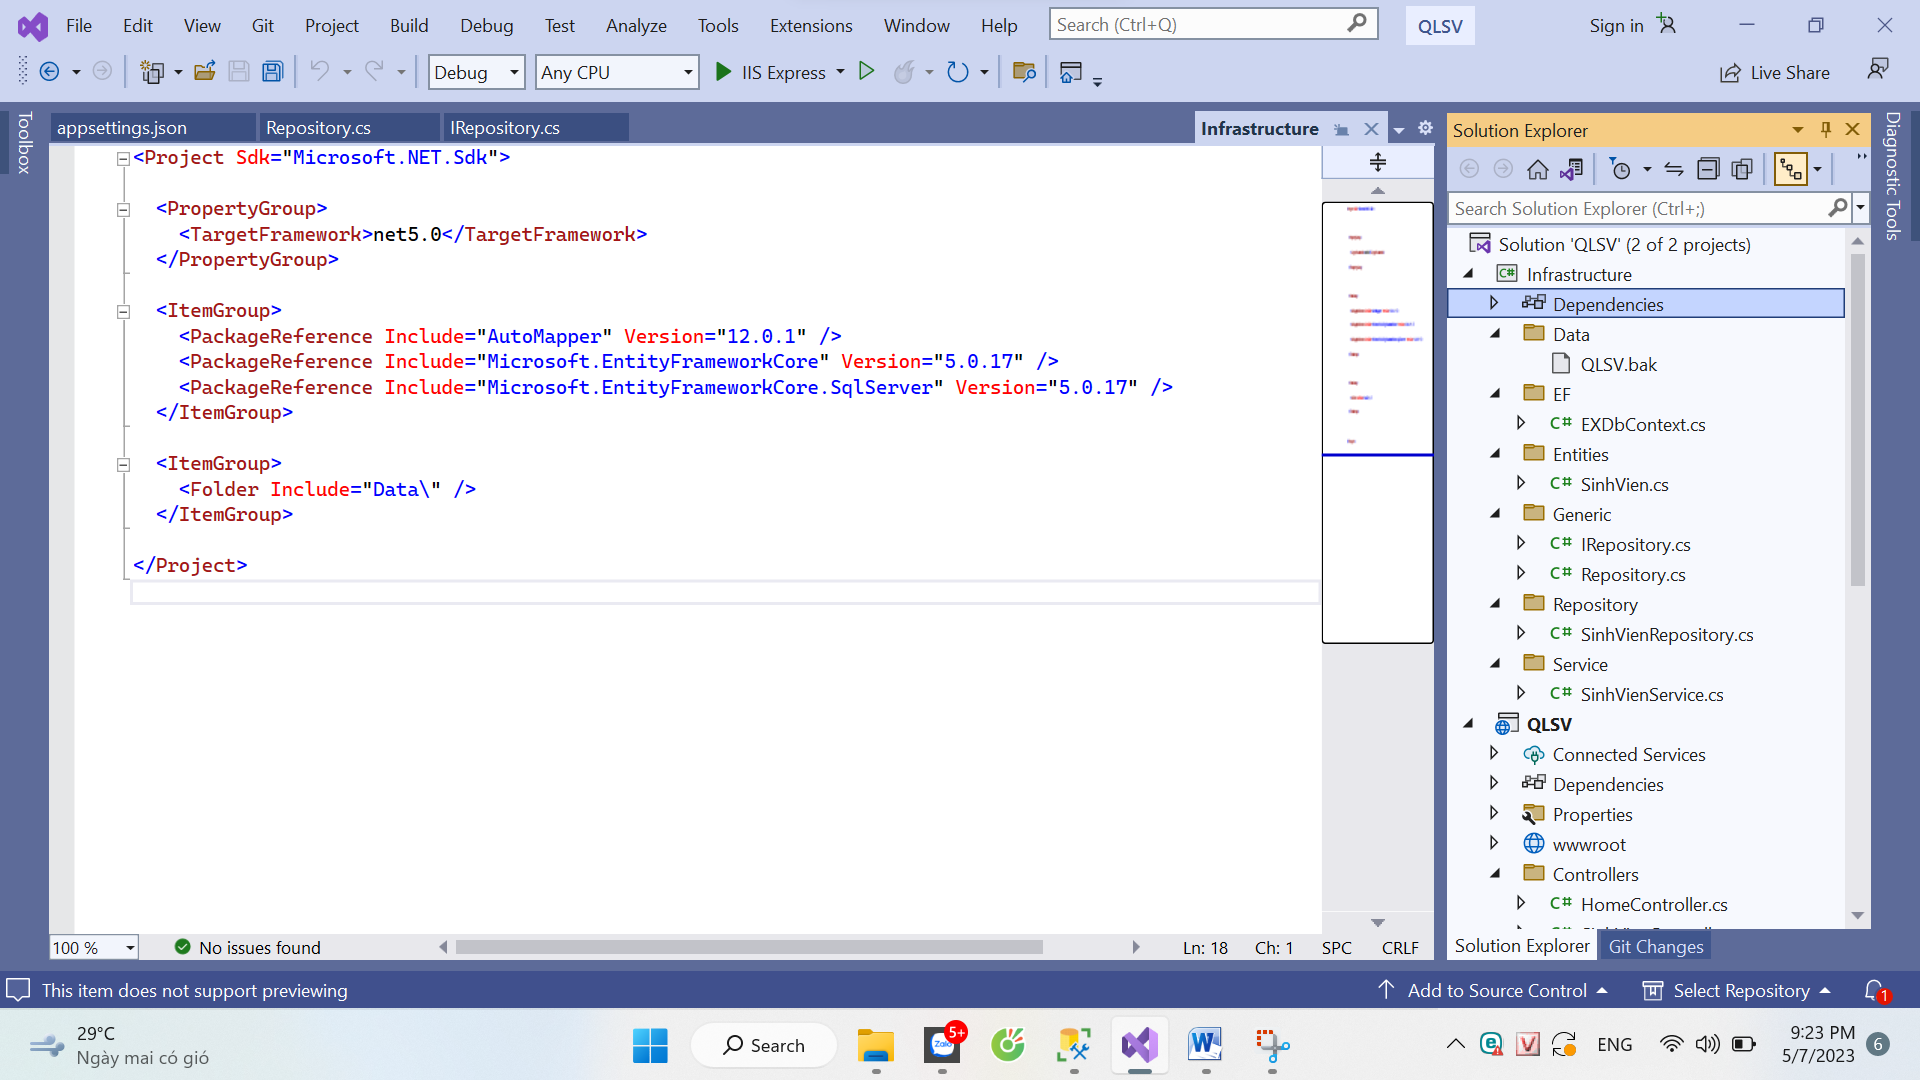 File Edit View Git Project Build Debug Test Analyze Tools Extensions Window Help Search (Ctrl+Q) QLSV Sign in
Debug Any CPU IIS Express Live Share
Toolbox
appsettings.json Repository.cs IRepository.cs Infrastructure
<Project Sdk="Microsoft.NET.Sdk">
<PropertyGroup>
<TargetFramework>net5.0</TargetFramework>
</PropertyGroup>
<ItemGroup>
<PackageReference Include="AutoMapper" Version="12.0.1" />
<PackageReference Include="Microsoft.EntityFrameworkCore" Version="5.0.17" />
<PackageReference Include="Microsoft.EntityFrameworkCore.SqlServer" Version="5.0.17" />
</ItemGroup>
<ItemGroup>
<Folder Include="Data\" />
</ItemGroup>
</Project>
100 % No issues found Ln: 18 Ch: 1 SPC CRLF
Solution Explorer
Search Solution Explorer (Ctrl+;)
Solution 'QLSV' (2 of 2 projects)
C# Infrastructure
Dependencies
Data
QLSV.bak
EF
C# EXDbContext.cs
Entities
C# SinhVien.cs
Generic
C# IRepository.cs
C# Repository.cs
Repository
C# SinhVienRepository.cs
Service
C# SinhVienService.cs
QLSV
Connected Services
Dependencies
Properties
wwwroot
Controllers
C# HomeController.cs
Solution Explorer Git Changes
Diagnostic Tools
This item does not support previewing Add to Source Control Select Repository 1
29°C
Ngày mai có gió
Search
5+
Zalo
ENG
9:23 PM
5/7/2023
6